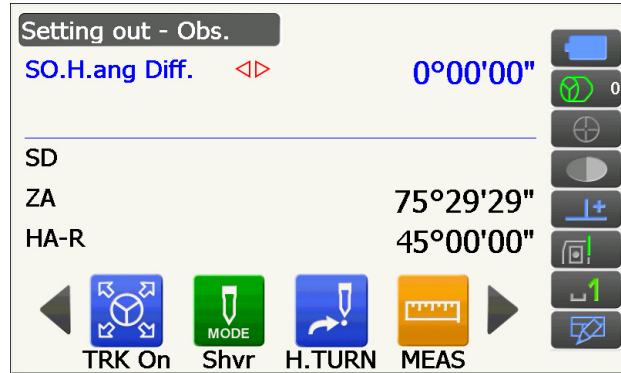 Setting out - Obs.
SO.H.ang Diff. 0°00'00"
0
SD
ZA 75°29'29"
HA-R 45°00'00"
1
MODE
TRK On Shvr H.TURN MEAS